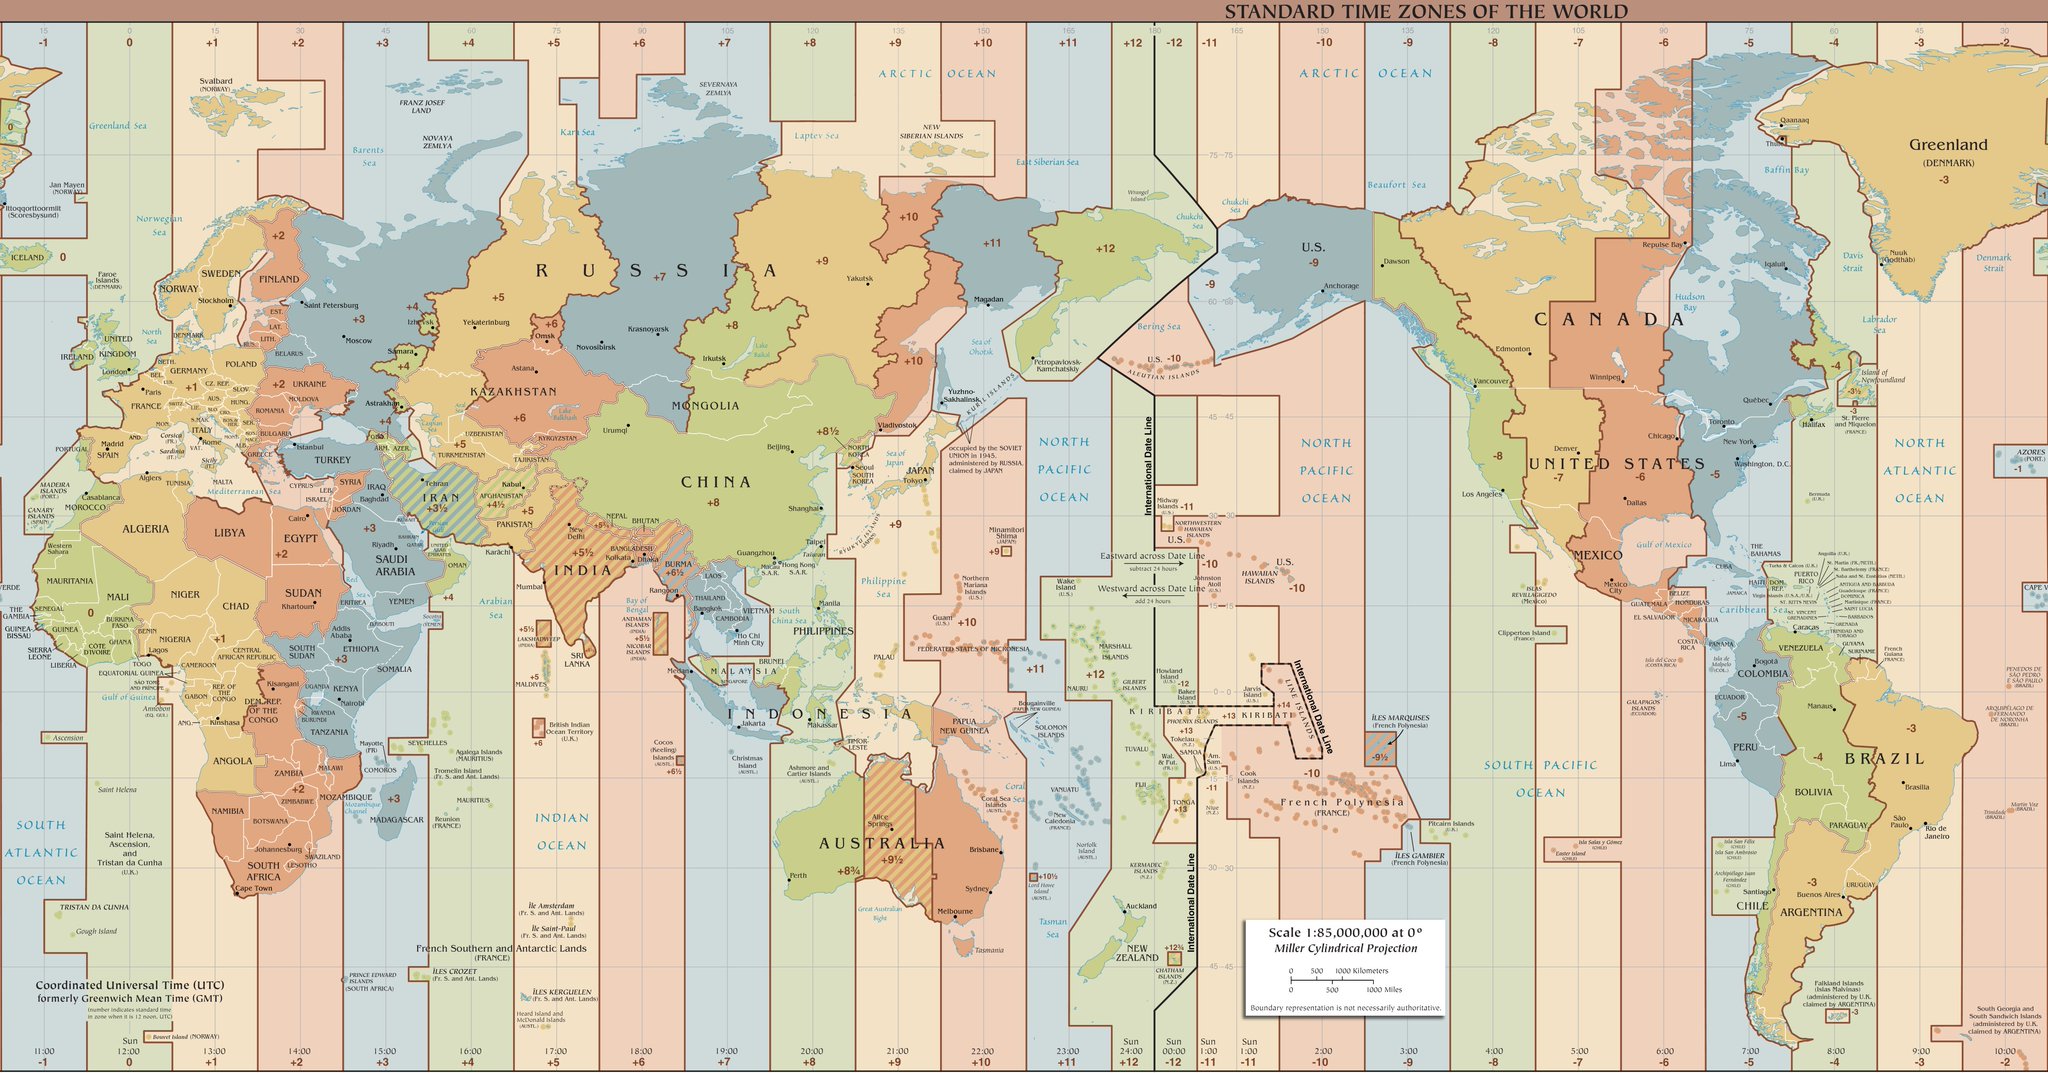 STANDARD TIME ZONES OF THE WORLD
15 0 15 30 45 60 75 90 105 120 135 150 165 180 165 150 135 120 105 90 75 60 45 30
-1 0 +1 +2 +3 +4 +5 +6 +7 +8 +9 +10 +11 +12 -12 -11 -10 -9 -8 -7 -6 -5 -4 -3 -2
ARCTIC OCEAN
ARCTIC OCEAN
Svalbard
(NORWAY)
FRANZ JOSEF
LAND
SEVERNAYA
ZEMLYA
Greenland Sea
Barents
Sea
NOVAYA
ZEMLYA
Kara Sea
Laptev Sea
NEW
SIBERIAN ISLANDS
East Siberian Sea
Wrangel
Island
Chukchi
Sea
Chukchi
Sea
Beaufort Sea
Qaanaaq
Thule
Baffin Bay
Greenland
(DENMARK)
-3
Jan Mayen
(NORWAY)
Ittoqqortoormiit
(Scoresbysund)
Norwegian
Sea
ICELAND
0
Faroe
Islands
(DENMARK)
SWEDEN
NORWAY
Stockholm
FINLAND
+2
Saint Petersburg
Moscow
+3
Izhevsk
+4
Samara
+4
RUSSIA
+5
Yekaterinburg
+6
Omsk
Novosibirsk
+7
Krasnoyarsk
+8
Irkutsk
Lake
Baikal
+9
Yakutsk
+10
+10
+11
Magadan
+12
Petropavlovsk-
Kamchatskiy
Sea of
Okhotsk
Bering Sea
U.S.
-9
Anchorage
-9
U.S. -10
ALEUTIAN ISLANDS
Dawson
CANADA
Repulse Bay
Iqaluit
Nuuk
(Godthåb)
Davis
Strait
Denmark
Strait
Hudson
Bay
Labrador
Sea
Edmonton
Vancouver
Winnipeg
Québec
Toronto
Halifax
-4
Island of
Newfoundland
-3½
-3
St. Pierre
and Miquelon
(FRANCE)
UNITED
KINGDOM
IRELAND
London
North
Sea
DENMARK
EST.
LAT.
LITH.
RUS.
BELARUS
NETH.
BEL.
LUX.
GERMANY
POLAND
+1
CZ. REP.
SLOV.
UKRAINE
+2
MOLDOVA
ROMANIA
BULGARIA
Paris
FRANCE
SWITZ.
AUS.
HUNG.
ITALY
Rome
Corsica
(FR.)
Sardinia
(IT.)
Sicily
(IT.)
MALTA
PORTUGAL
Madrid
SPAIN
AND.
GREECE
Istanbul
TURKEY
Astrakhan
GEO.
ARM.
AZER.
Caspian
Sea
Aral
Sea
KAZAKHSTAN
Astana
+6
Lake
Balkhash
UZBEKISTAN
+5
TURKMENISTAN
KYRGYZSTAN
TAJIKISTAN
MONGOLIA
Urumqi
CHINA
+8
Beijing
+8½
NORTH
KOREA
Seoul
SOUTH
KOREA
Vladivostok
Yuzhno-
Sakhalinsk
KURIL ISLANDS
occupied by the SOVIET
UNION in 1945,
administered by RUSSIA,
claimed by JAPAN
Sea of
Japan
JAPAN
Tokyo
+9
RYUKYU ISLANDS
(JAPAN)
Shanghai
Taipei
Taiwan
Guangzhou
Hong Kong
S.A.R.
Macau
S.A.R.
MADEIRA
ISLANDS
(PORT.)
CANARY
ISLANDS
(SPAIN)
Casablanca
MOROCCO
Algiers
TUNISIA
Mediterranean Sea
CYPRUS
LEB.
ISRAEL
SYRIA
JORDAN
IRAQ
Baghdad
KUWAIT
BAHRAIN
QATAR
UNITED
ARAB
EMIRATES
Tehran
IRAN
+3½
Persian
Gulf
Kabul
AFGHANISTAN
+4½
+5
PAKISTAN
Karāchi
New
Delhi
NEPAL
+5¾
BHUTAN
BANGLADESH
Dhaka
Kolkata
+5½
INDIA
Mumbai
BURMA
+6½
Rangoon
LAOS
THAILAND
Bangkok
VIETNAM
CAMBODIA
Ho Chi
Minh City
South
China Sea
Manila
PHILIPPINES
Philippine
Sea
ALGERIA
LIBYA
Cairo
EGYPT
+2
Riyadh
+3
SAUDI
ARABIA
OMAN
+4
YEMEN
Socotra
(YEMEN)
Red
Sea
Arabian
Sea
Western
Sahara
MAURITANIA
MALI
0
NIGER
CHAD
SUDAN
Khartoum
ERITREA
DJIBOUTI
Addis
Ababa
ETHIOPIA
SOMALIA
SENEGAL
THE
GAMBIA
GUINEA-
BISSAU
GUINEA
SIERRA
LEONE
LIBERIA
COTE
D'IVOIRE
BURKINA
FASO
GHANA
TOGO
BENIN
NIGERIA
Lagos
+1
CENTRAL
AFRICAN REPUBLIC
SOUTH
SUDAN
+3
CAMEROON
EQUATORIAL GUINEA
SÃO TOMÉ
AND PRÍNCIPE
Gulf of Guinea
Annobón
(EQ. GUI.)
GABON
REP. OF
THE
CONGO
Kisangani
DEM. REP.
OF THE
CONGO
UGANDA
KENYA
Nairobi
RWANDA
BURUNDI
TANZANIA
ANG.
Kinshasa
ANGOLA
ZAMBIA
MALAWI
+2
ZIMBABWE
MOZAMBIQUE
Mozambique
Channel
COMOROS
Mayotte
(FR.)
+3
MADAGASCAR
NAMIBIA
BOTSWANA
Johannesburg
SWAZILAND
LESOTHO
SOUTH
AFRICA
Cape Town
SEYCHELLES
Agalega Islands
(MAURITIUS)
Tromelin Island
(Fr. S. and Ant. Lands)
MAURITIUS
Reunion
(FRANCE)
INDIAN
OCEAN
+5½
LAKSHADWEEP
(INDIA)
+5
MALDIVES
SRI
LANKA
Bay of
Bengal
ANDAMAN
ISLANDS
(INDIA)
+5½
NICOBAR
ISLANDS
(INDIA)
British Indian
Ocean Territory
(U.K.)
+6
Cocos
(Keeling)
Islands
(AUSTL.)
+6½
Christmas
Island
(AUSTL.)
Medan
MALAYSIA
SINGAPORE
BRUNEI
INDONESIA
Jakarta
Makassar
TIMOR-
LESTE
Ashmore and
Cartier Islands
(AUSTL.)
PALAU
Guam
(U.S.)
+10
Northern
Mariana
Islands
(U.S.)
Minamitori
Shima
(JAPAN)
+9
FEDERATED STATES OF MICRONESIA
PAPUA
NEW GUINEA
Bougainville
(PAPUA NEW GUINEA)
SOLOMON
ISLANDS
+11
Wake
Island
(U.S.)
MARSHALL
ISLANDS
+12
NAURU
GILBERT
ISLANDS
KIRIBATI
TUVALU
Wal.
& Fut.
(FR.)
FIJI
VANUATU
New
Caledonia
(FRANCE)
Coral
Sea
Coral Sea
Islands
(AUSTL.)
Howland
Island
(U.S.)
-12
Baker
Island
(U.S.)
PHOENIX ISLANDS
+13
Tokelau
(N.Z.)
SAMOA
Am.
Sam.
(U.S.)
-11
TONGA
+13
Niue
(N.Z.)
+13
KIRIBATI
+14
LINE ISLANDS
Jarvis
Island
(U.S.)
International Date Line
International Date Line
International Date Line
Midway
Islands
(U.S.)
-11
NORTHWESTERN
HAWAIIAN
ISLANDS
U.S.
Eastward across Date Line
subtract 24 hours
Westward across Date Line
add 24 hours
-10
Johnston
Atoll
(U.S.)
U.S.
HAWAIIAN
ISLANDS
-10
NORTH
PACIFIC
OCEAN
NORTH
PACIFIC
OCEAN
Cook
Islands
(N.Z.)
-10
French Polynesia
(FRANCE)
ÎLES MARQUISES
(French Polynesia)
-9½
ÎLES GAMBIER
(French Polynesia)
Pitcairn Islands
(U.K.)
SOUTH PACIFIC
OCEAN
-8
Los Angeles
Denver
UNITED STATES
-7
-6
Chicago
Dallas
-5
New York
Washington, D.C.
MEXICO
Mexico
City
Gulf of Mexico
ISLAS
REVILLAGIGEDO
(Mexico)
Clipperton Island
(France)
GUATEMALA
EL SALVADOR
BELIZE
HONDURAS
NICARAGUA
COSTA
RICA
PANAMA
Isla del Coco
(COSTA RICA)
GALAPAGOS
ISLANDS
(ECUADOR)
Isla de
Malpelo
(COL.)
THE
BAHAMAS
CUBA
JAMAICA
HAITI
DOM.
REP.
Turks & Caicos (U.K.)
PUERTO
RICO
Virgin Islands (U.S.A., U.K.)
Anguilla (U.K.)
St. Martin (FR./NETH.)
St. Barthelemy (FRANCE)
Saba and St. Eustatius (NETH.)
ANTIGUA AND BARBUDA
Guadeloupe (FRANCE)
DOMINICA
Martinique (FRANCE)
SAINT LUCIA
BARBADOS
ST. KITTS NEVIS
ST. VINCENT
GRENADINES
GRENADA
TRINIDAD AND
TOBAGO
Caribbean Sea
Bermuda
(U.K.)
NORTH
ATLANTIC
OCEAN
AZORES
(PORT.)
-1
Caracas
VENEZUELA
GUYANA
SURINAME
French
Guiana
(FRANCE)
Bogotá
COLOMBIA
ECUADOR
-5
PERU
Lima
Manaus
-4
BRAZIL
-3
Brasília
BOLIVIA
PARAGUAY
São
Paulo
Rio de
Janeiro
PENEDOS DE
SÃO PEDRO
E SÃO PAULO
(BRAZIL)
ARQUIPÉLAGO DE
FERNANDO
DE NORONHA
(BRAZIL)
Trindade
(BRAZIL)
Martin Vaz
(BRAZIL)
Isla San Félix
(CHILE)
Isla San Ambrosio
(CHILE)
Archipiélago Juan
Fernández
(CHILE)
Isla Salas y Gómez
(CHILE)
Easter Island
(CHILE)
Santiago
CHILE
-3
Buenos Aires
URUGUAY
ARGENTINA
Falkland Islands
(Islas Malvinas)
(administered by U.K.
claimed by ARGENTINA)
-3
South Georgia and
South Sandwich Islands
(administered by U.K.
claimed by ARGENTINA)
SOUTH
ATLANTIC
OCEAN
Ascension
Saint Helena
Saint Helena,
Ascension,
and
Tristan da Cunha
(U.K.)
TRISTAN DA CUNHA
Gough Island
AUSTRALIA
Alice
Springs
+9½
+8¾
Perth
Brisbane
Sydney
Melbourne
Tasmania
Great Australian
Bight
+10½
Lord Howe
Island
(AUSTL.)
Norfolk
Island
(AUSTL.)
Tasman
Sea
KERMADEC
ISLANDS
(N.Z.)
Auckland
NEW
ZEALAND
+12¾
CHATHAM
ISLANDS
(N.Z.)
Île Amsterdam
(Fr. S. and Ant. Lands)
Île Saint-Paul
(Fr. S. and Ant. Lands)
French Southern and Antarctic Lands
(FRANCE)
ÎLES CROZET
(Fr. S. and Ant. Lands)
ÎLES KERGUELEN
(Fr. S. and Ant. Lands)
Heard Island and
McDonald Islands
(AUSTL.)
PRINCE EDWARD
ISLANDS
(SOUTH AFRICA)
Bouvet Island (NORWAY)
Coordinated Universal Time (UTC)
formerly Greenwich Mean Time (GMT)
(number indicates standard time
in zone when it is 12 noon, UTC)
Scale 1:85,000,000 at 0°
Miller Cylindrical Projection
0 500 1000 Kilometers
0 500 1000 Miles
Boundary representation is not necessarily authoritative.
Sun Sun Sun Sun Sun
11:00 12:00 13:00 14:00 15:00 16:00 17:00 18:00 19:00 20:00 21:00 22:00 23:00 24:00 00:00 1:00 1:00 2:00 3:00 4:00 5:00 6:00 7:00 8:00 9:00 10:00
-1 0 +1 +2 +3 +4 +5 +6 +7 +8 +9 +10 +11 +12 -12 -11 -11 -10 -9 -8 -7 -6 -5 -4 -3 -2